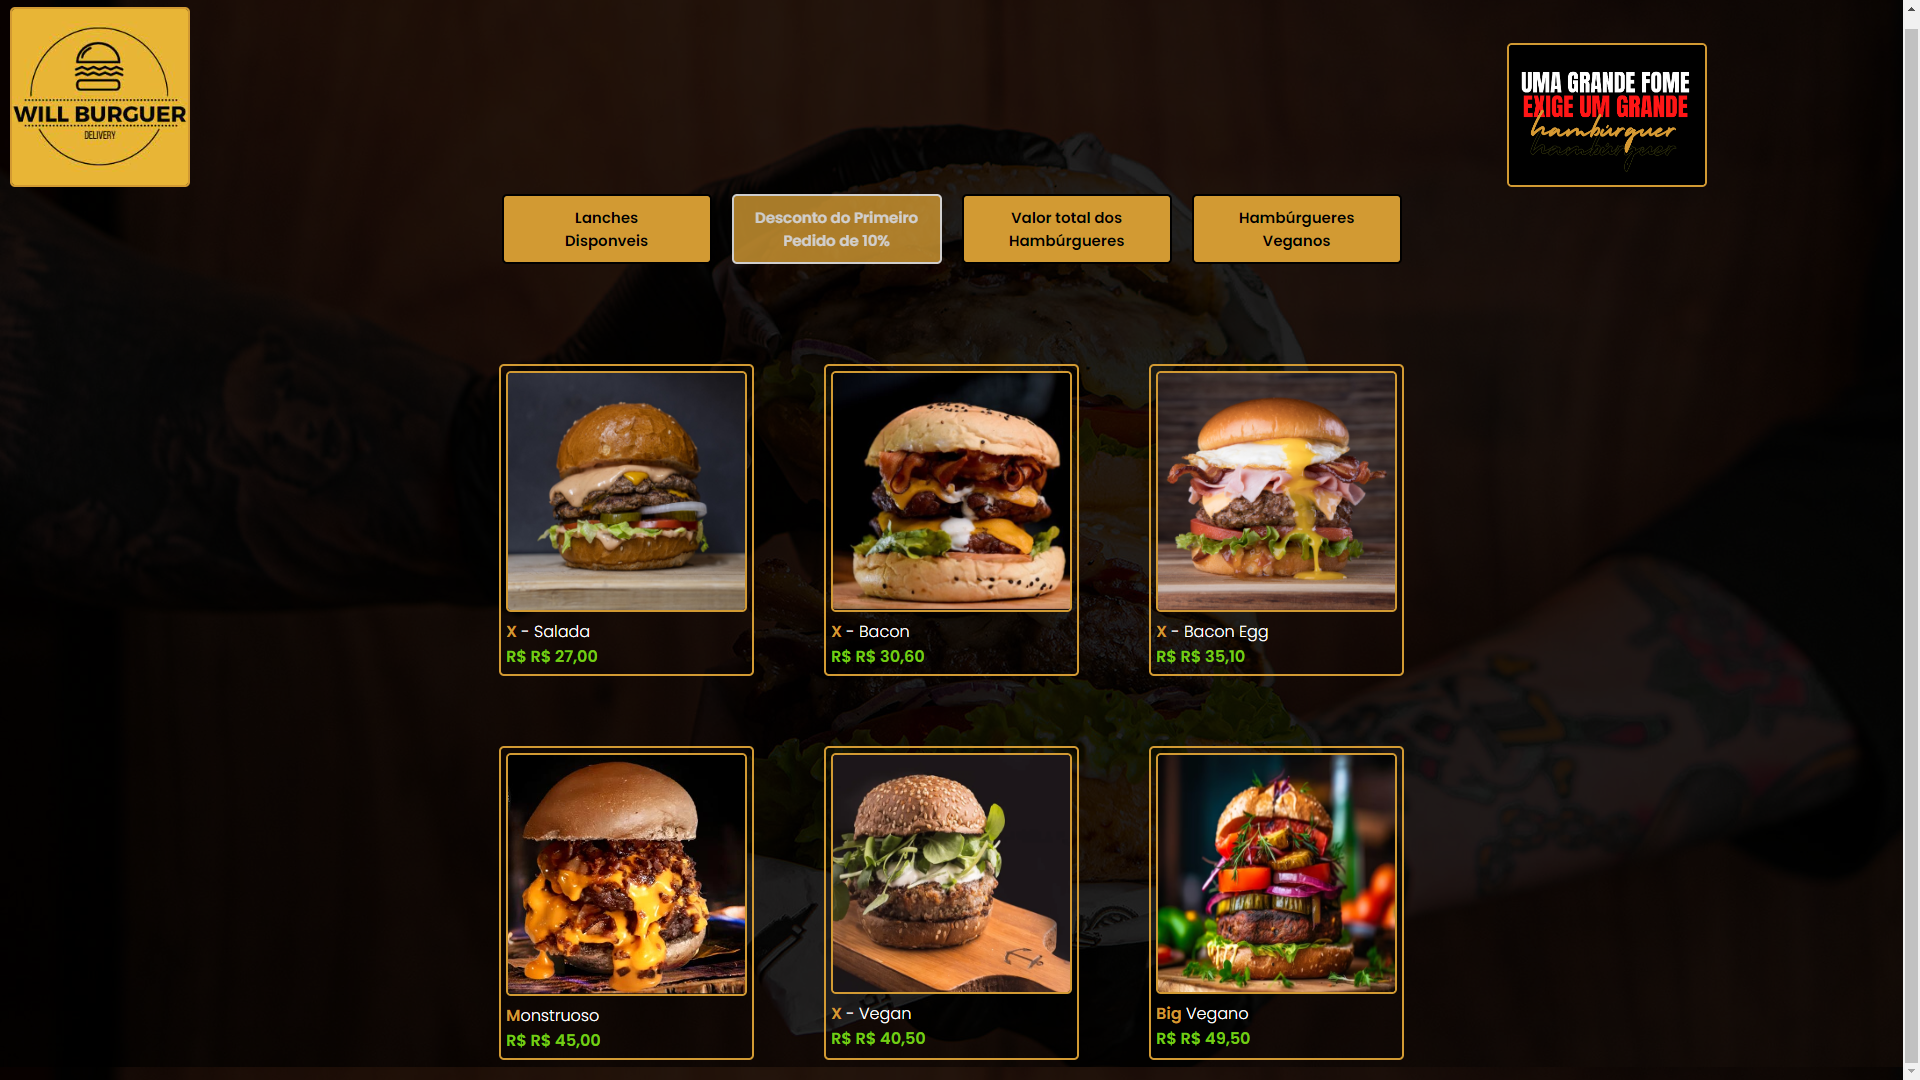 WILL BURGUER
DELIVERY
UMA GRANDE FOME
EXIGE UM GRANDE
hambúrguer
hambúrguer
Lanches
Disponveis
Desconto do Primeiro
Pedido de 10%
Valor total dos
Hambúrgueres
Hambúrgueres
Veganos
X - Salada
R$ R$ 27,00
X - Bacon
R$ R$ 30,60
X - Bacon Egg
R$ R$ 35,10
Monstruoso
R$ R$ 45,00
X - Vegan
R$ R$ 40,50
Big Vegano
R$ R$ 49,50